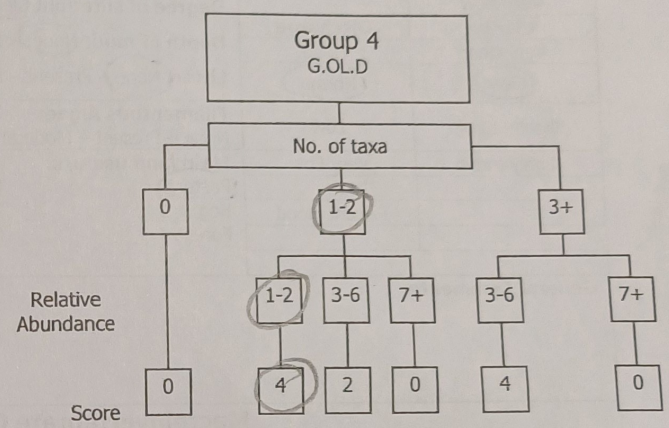 Group 4
G.OL.D
No. of taxa
0 1-2 3+
Relative Abundance 1-2 3-6 7+ 3-6 7+
Score 0 4 2 0 4 0